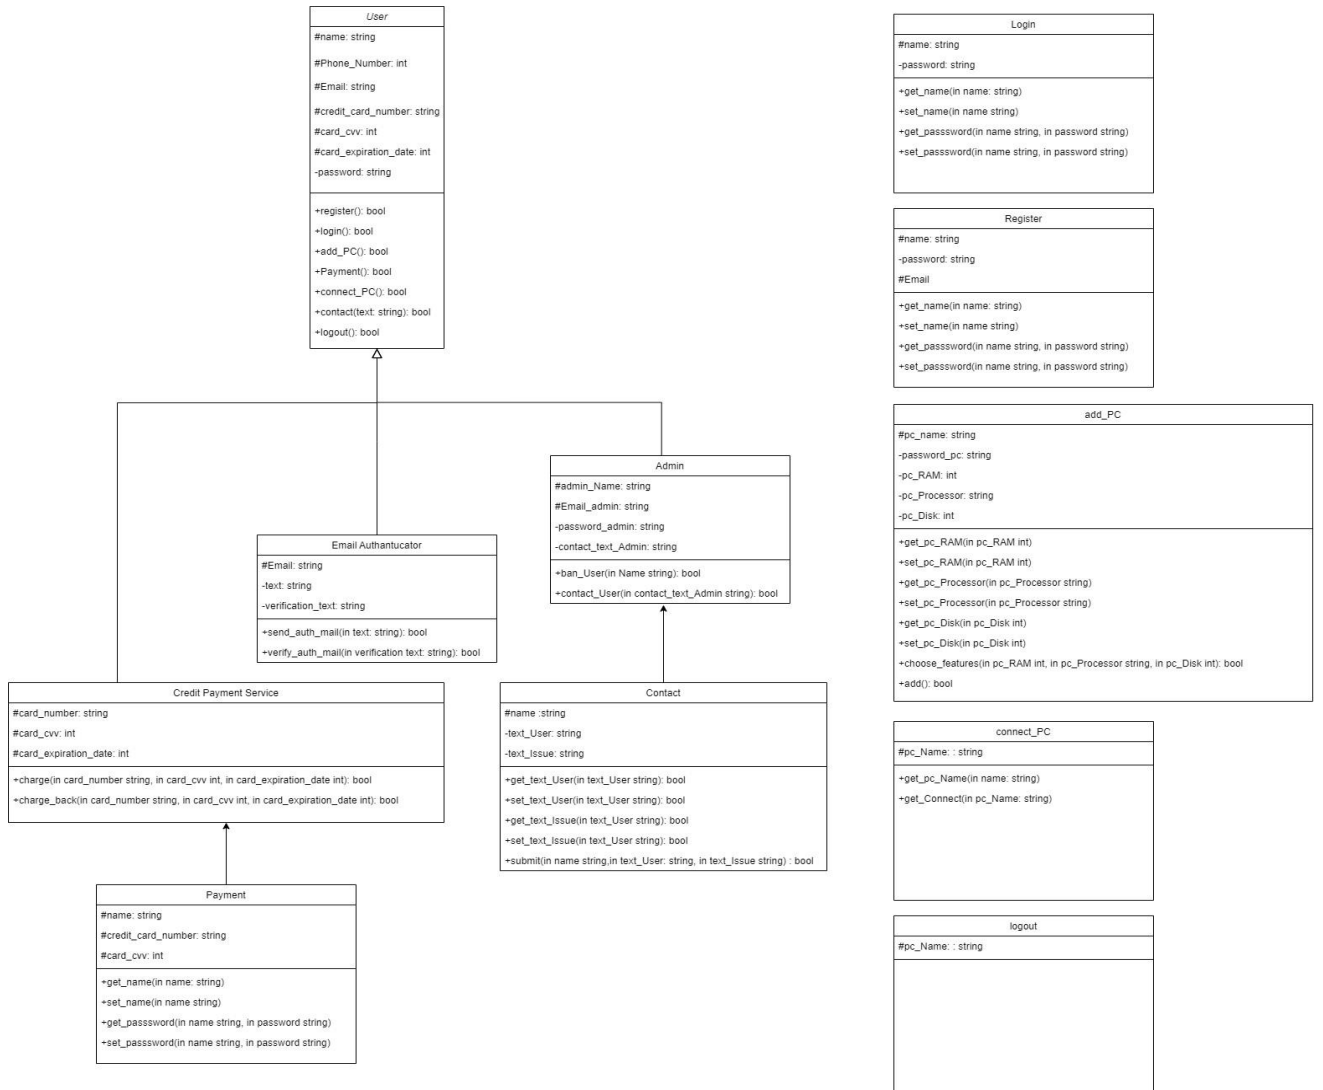 User
#name: string
#Phone_Number: int
#Email: string
#credit_card_number: string
#card_cvv: int
#card_expiration_date: int
-password: string
+register(): bool
+login(): bool
+add_PC(): bool
+Payment(): bool
+connect_PC(): bool
+contact(text: string): bool
+logout(): bool
Email Authantucator
#Email: string
-text: string
-verification_text: string
+send_auth_mail(in text: string): bool
+verify_auth_mail(in verification text: string): bool
Admin
#admin_Name: string
#Email_admin: string
-password_admin: string
-contact_text_Admin: string
+ban_User(in Name string): bool
+contact_User(in contact_text_Admin string): bool
Credit Payment Service
#card_number: string
#card_cvv: int
#card_expiration_date: int
+charge(in card_number string, in card_cvv int, in card_expiration_date int): bool
+charge_back(in card_number string, in card_cvv int, in card_expiration_date int): bool
Contact
#name :string
-text_User: string
-text_Issue: string
+get_text_User(in text_User string): bool
+set_text_User(in text_User string): bool
+get_text_Issue(in text_User string): bool
+set_text_Issue(in text_User string): bool
+submit(in name string,in text_User: string, in text_Issue string) : bool
Payment
#name: string
#credit_card_number: string
#card_cvv: int
+get_name(in name: string)
+set_name(in name string)
+get_passsword(in name string, in password string)
+set_passsword(in name string, in password string)
Login
#name: string
-password: string
+get_name(in name: string)
+set_name(in name string)
+get_passsword(in name string, in password string)
+set_passsword(in name string, in password string)
Register
#name: string
-password: string
#Email
+get_name(in name: string)
+set_name(in name string)
+get_passsword(in name string, in password string)
+set_passsword(in name string, in password string)
add_PC
#pc_name: string
-password_pc: string
-pc_RAM: int
-pc_Processor: string
-pc_Disk: int
+get_pc_RAM(in pc_RAM int)
+set_pc_RAM(in pc_RAM int)
+get_pc_Processor(in pc_Processor string)
+set_pc_Processor(in pc_Processor string)
+get_pc_Disk(in pc_Disk int)
+set_pc_Disk(in pc_Disk int)
+choose_features(in pc_RAM int, in pc_Processor string, in pc_Disk int): bool
+add(): bool
connect_PC
#pc_Name: : string
+get_pc_Name(in name: string)
+get_Connect(in pc_Name: string)
logout
#pc_Name: : string